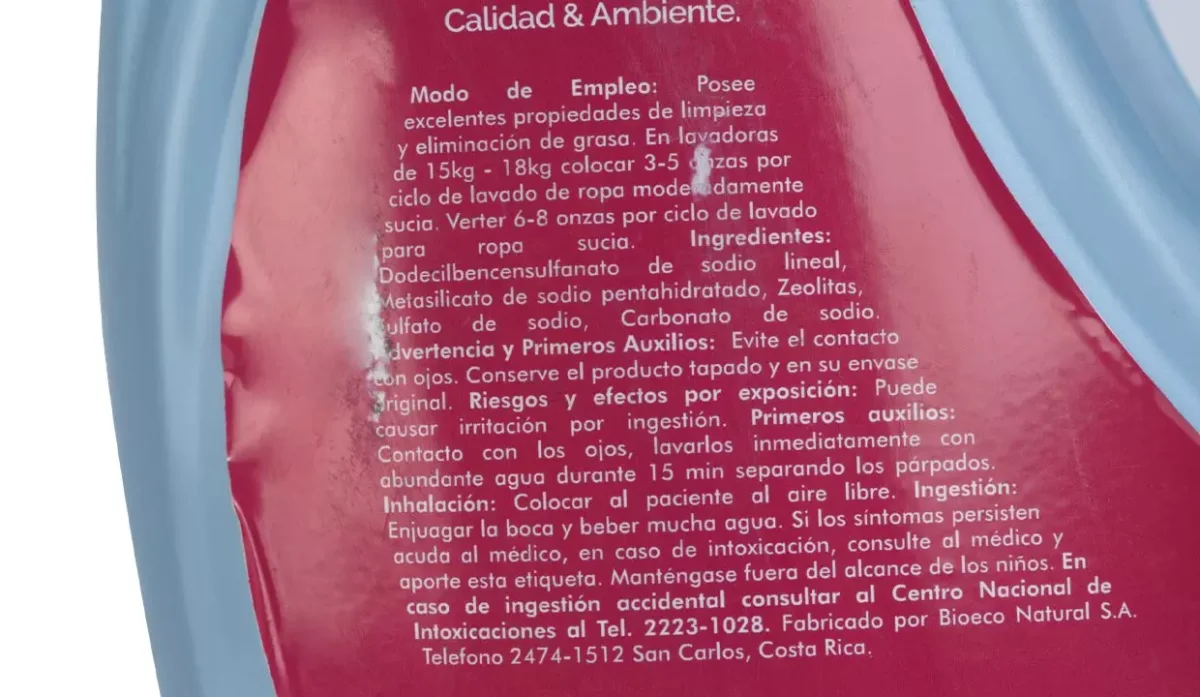 Calidad & Ambiente.
Modo de Empleo: Posee
excelentes propiedades de limpieza
y eliminación de grasa. En lavadoras
de 15kg - 18kg colocar 3-5 onzas por
ciclo de lavado de ropa moderadamente
sucia. Verter 6-8 onzas por ciclo de lavado
para ropa sucia. Ingredientes:
Dodecilbencensulfanato de sodio lineal,
Metasilicato de sodio pentahidratado, Zeolitas,
ulfato de sodio, Carbonato de sodio.
dvertencia y Primeros Auxilios: Evite el contacto
con ojos. Conserve el producto tapado y en su envase
original. Riesgos y efectos por exposición: Puede
causar irritación por ingestión. Primeros auxilios:
Contacto con los ojos, lavarlos inmediatamente con
abundante agua durante 15 min separando los párpados.
Inhalación: Colocar al paciente al aire libre. Ingestión:
Enjuagar la boca y beber mucha agua. Si los síntomas persisten
acuda al médico, en caso de intoxicación, consulte al médico y
aporte esta etiqueta. Manténgase fuera del alcance de los niños. En
caso de ingestión accidental consultar al Centro Nacional de
Intoxicaciones al Tel. 2223-1028. Fabricado por Bioeco Natural S.A.
Telefono 2474-1512 San Carlos, Costa Rica.